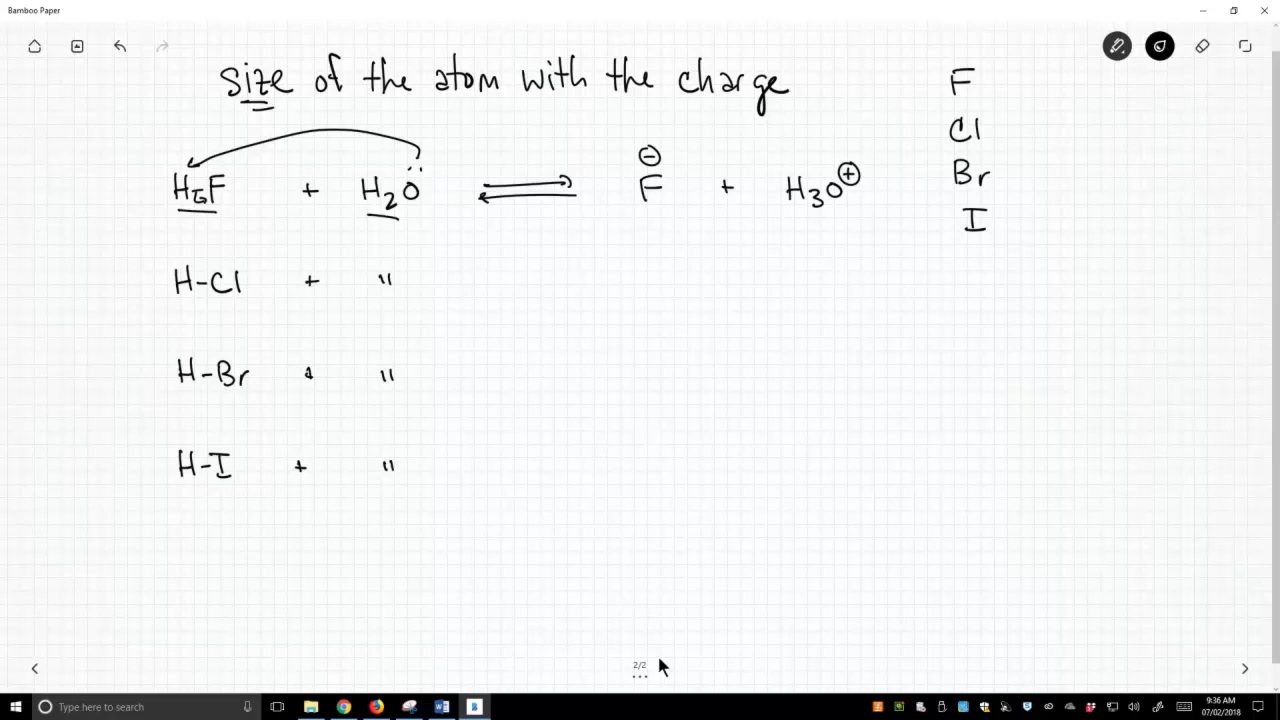 Bamboo Paper
size of the atom with the charge
F
Cl
Br
I
H-F + H2Ö ⇌ F⊖ + H3O⊕
H-Cl + "
H-Br + "
H-I + "
2/2
Type here to search
9:36 AM
07/02/2018